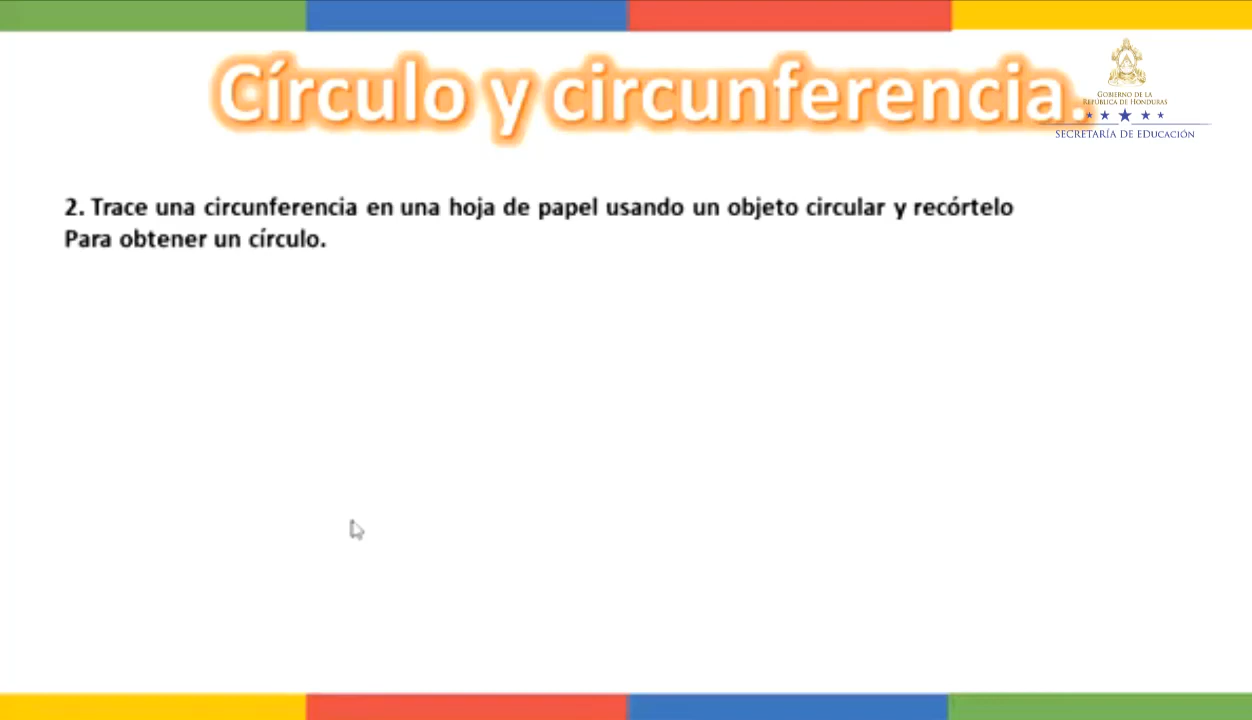 Círculo y circunferencia.
GOBIERNO DE LA
REPÚBLICA DE HONDURAS
SECRETARÍA DE EDUCACIÓN
2. Trace una circunferencia en una hoja de papel usando un objeto circular y recórtelo
Para obtener un círculo.